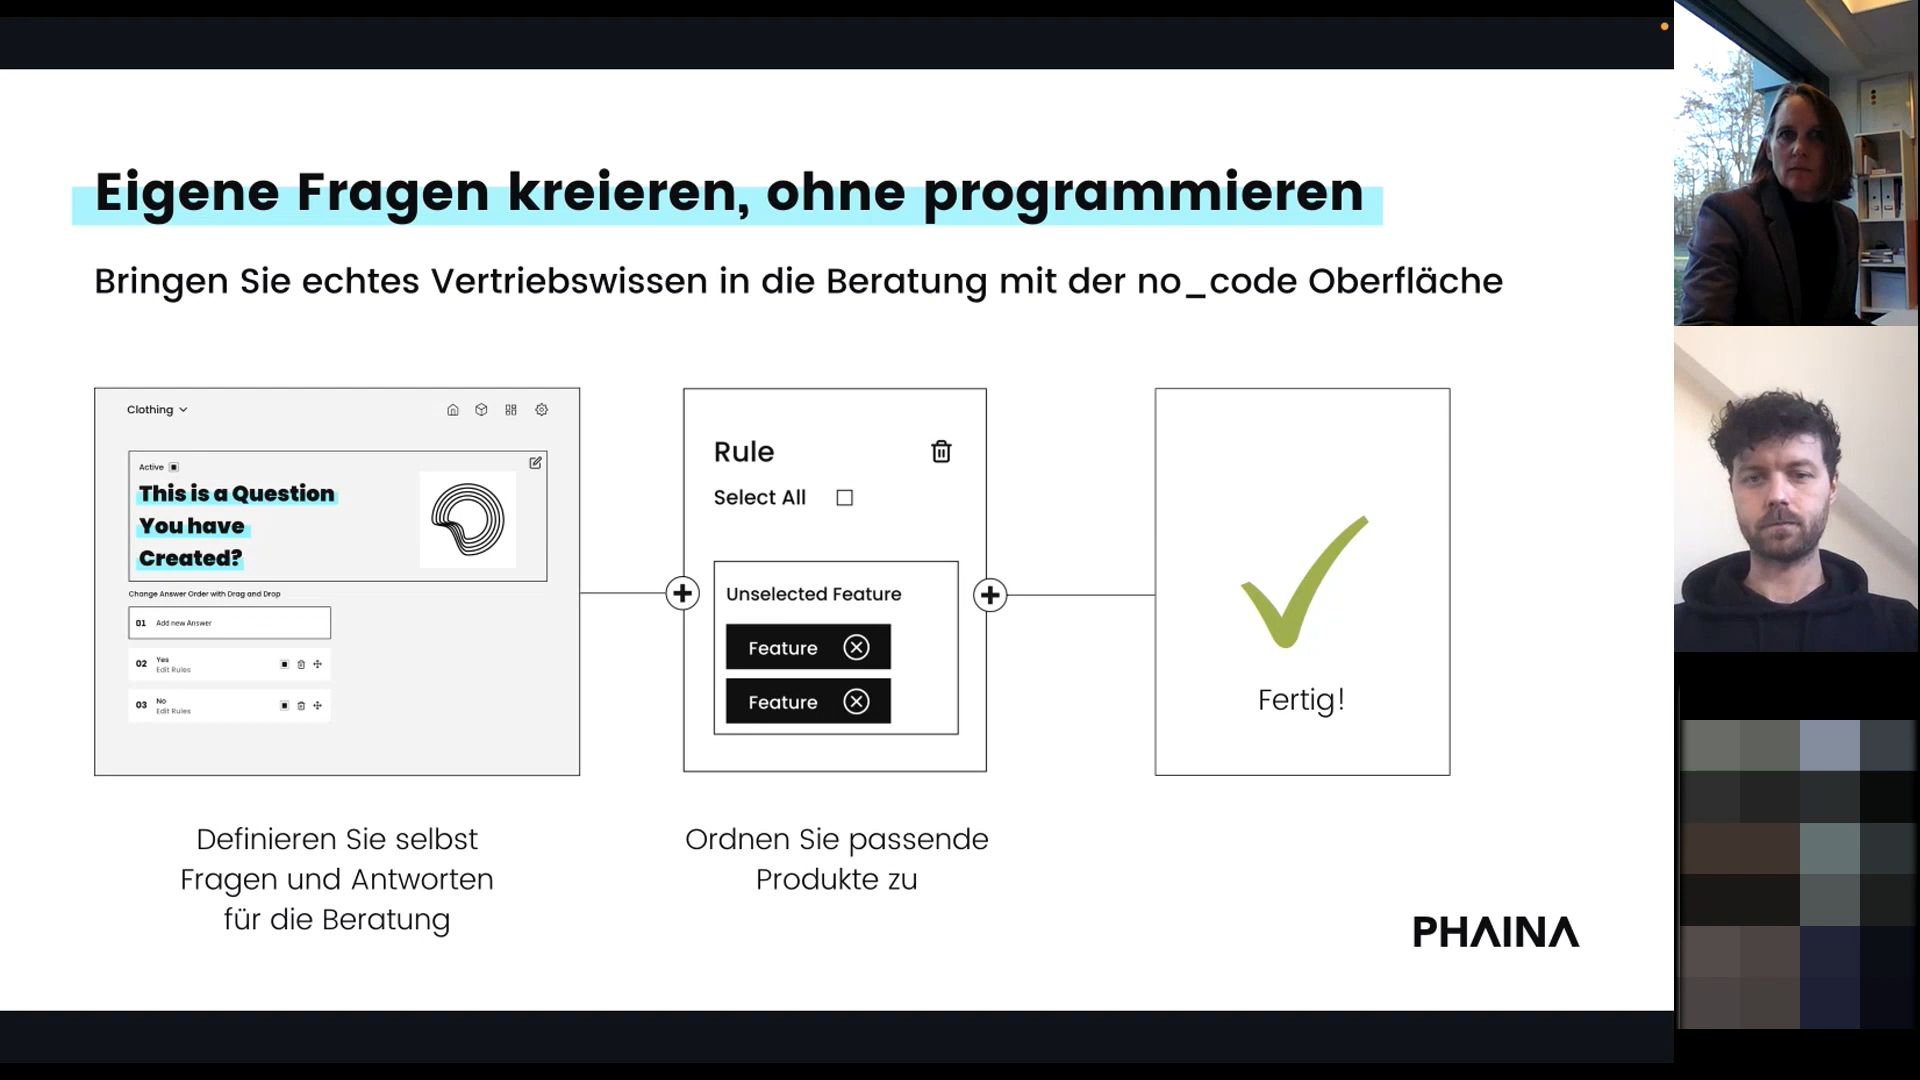 Eigene Fragen kreieren, ohne programmieren
Bringen Sie echtes Vertriebswissen in die Beratung mit der no_code Oberfläche
Clothing
Active
This is a Question
You have
Created?
Change Answer Order with Drag and Drop
01 Add new Answer
02 Yes
Edit Rules
03 No
Edit Rules
Definieren Sie selbst
Fragen und Antworten
für die Beratung
Rule
Select All
Unselected Feature
Feature
Feature
Ordnen Sie passende
Produkte zu
Fertig!
PHAINA